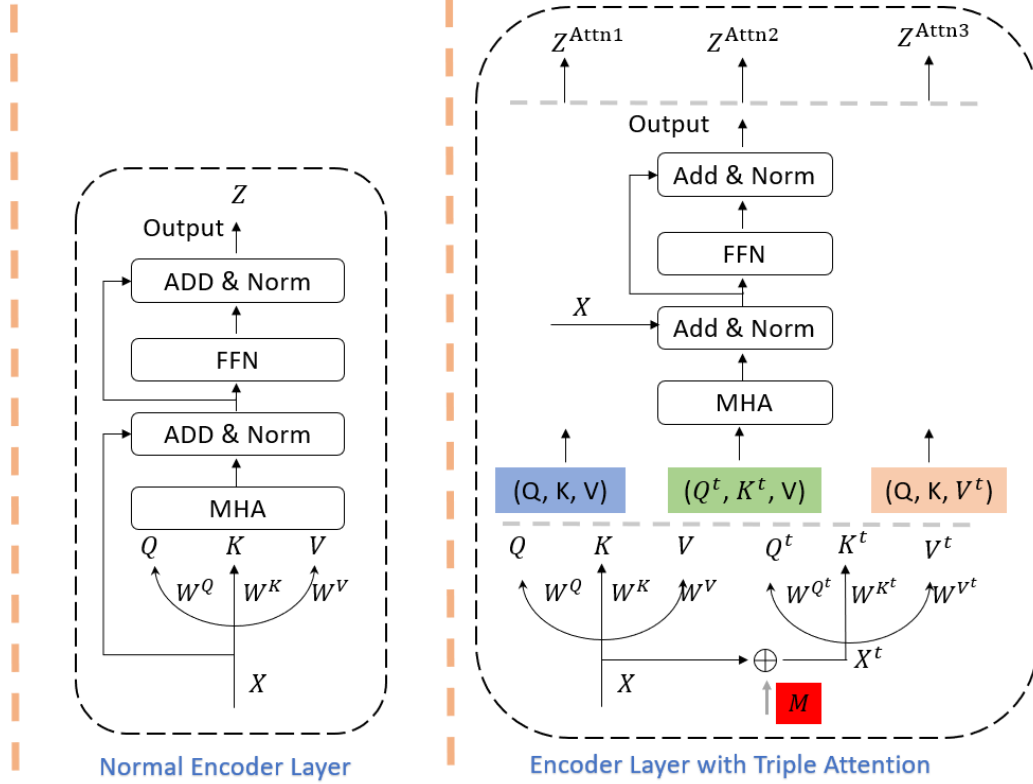 Z
Output
ADD & Norm
FFN
ADD & Norm
MHA
Q K V
W^Q W^K W^V
X
Normal Encoder Layer
Z^Attn1 Z^Attn2 Z^Attn3
Output
Add & Norm
FFN
X
Add & Norm
MHA
(Q, K, V) (Q^t, K^t, V) (Q, K, V^t)
Q K V Q^t K^t V^t
W^Q W^K W^V W^Q^t W^K^t W^V^t
X X^t
M
Encoder Layer with Triple Attention